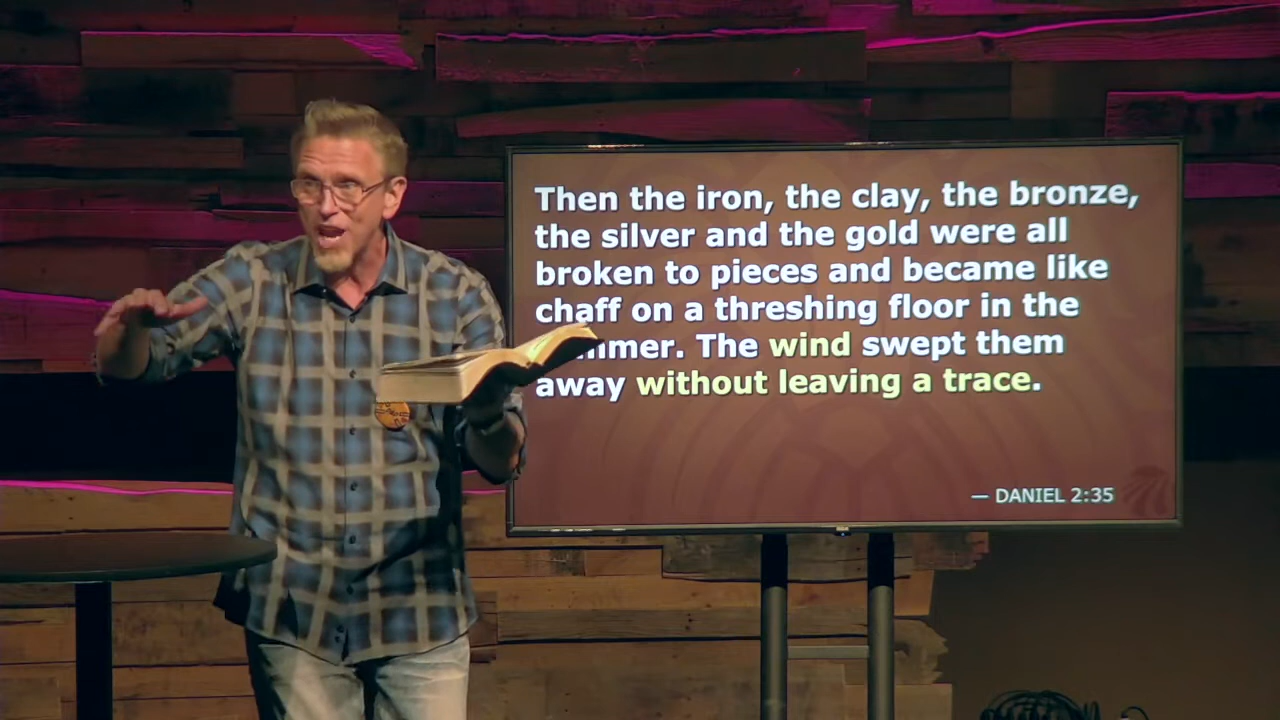 Then the iron, the clay, the bronze,
the silver and the gold were all
broken to pieces and became like
chaff on a threshing floor in the
The wind swept them
away without leaving a trace.
— DANIEL 2:35